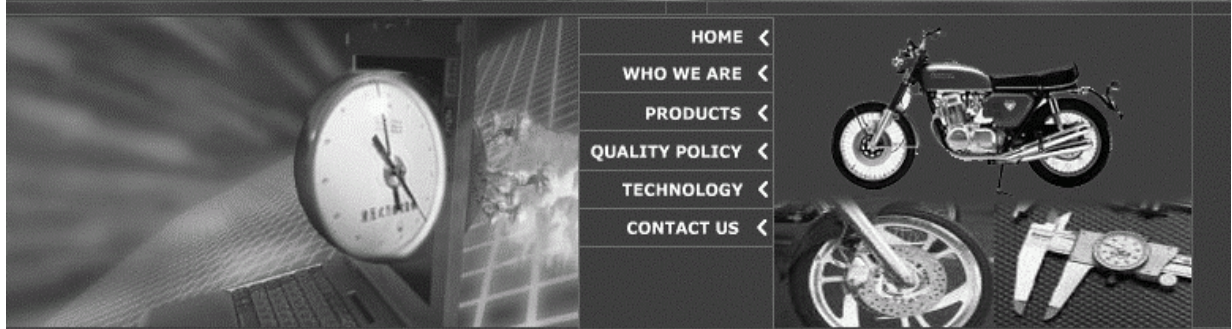 HOME
WHO WE ARE
PRODUCTS
QUALITY POLICY
TECHNOLOGY
CONTACT US